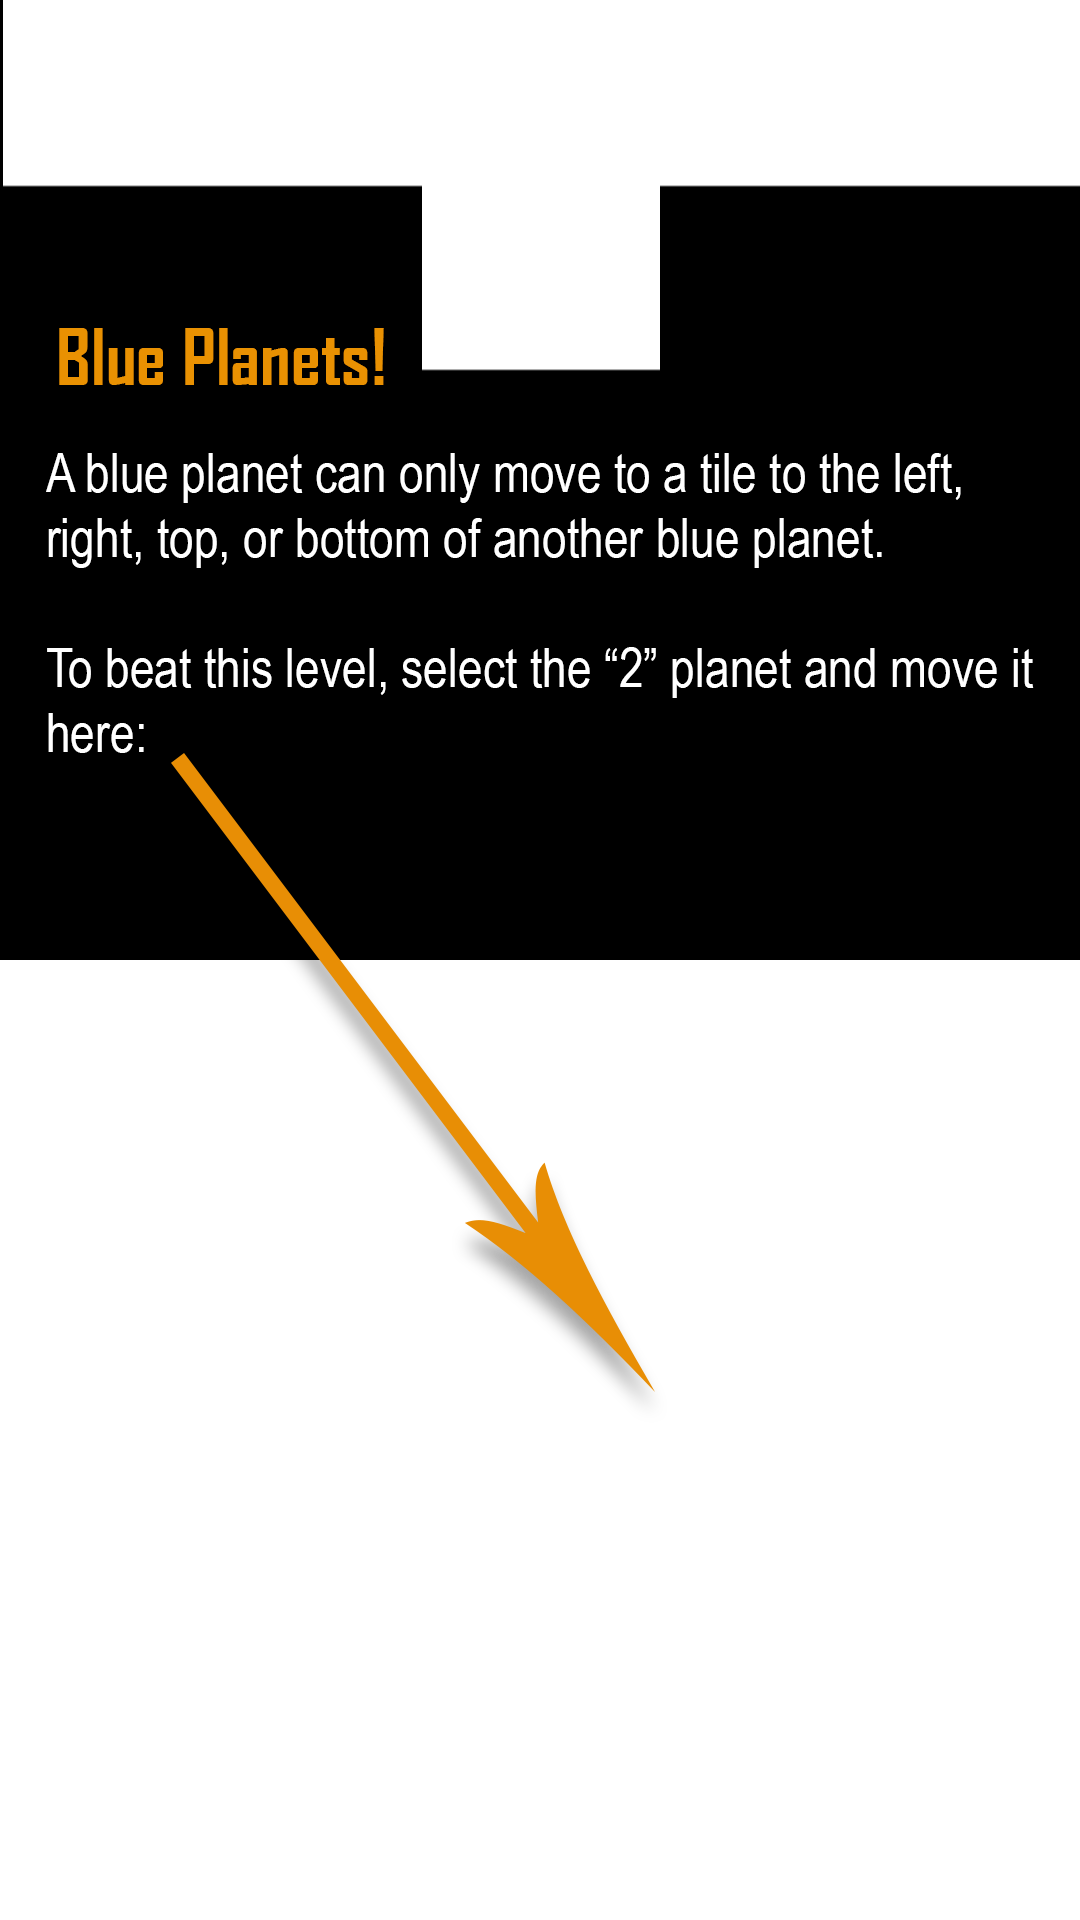 Blue Planets!
A blue planet can only move to a tile to the left,
right, top, or bottom of another blue planet.
To beat this level, select the “2” planet and move it
here: